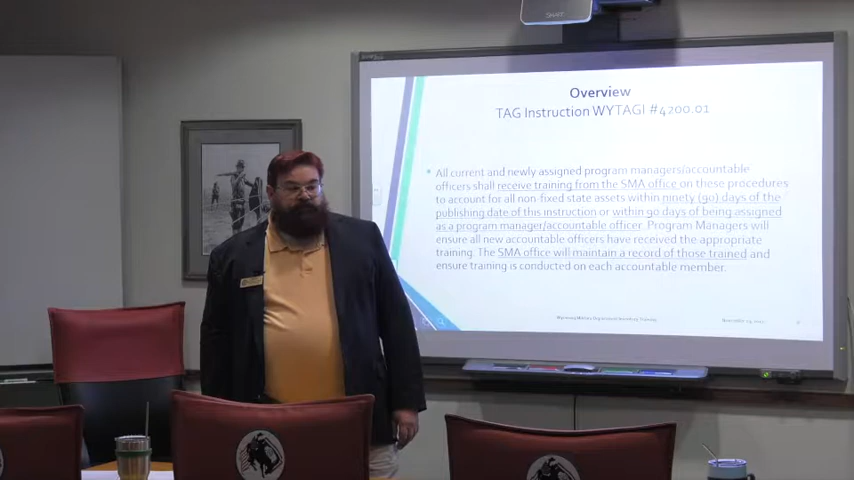 SMART
Overview
TAG Instruction WYTAGI #4200.01
• All current and newly assigned program managers/accountable
officers shall receive training from the SMA office on these procedures
to account for all non-fixed state assets within ninety (90) days of the
publishing date of this instruction or within 90 days of being assigned
as a program manager/accountable officer. Program Managers will
ensure all new accountable officers have received the appropriate
training. The SMA office will maintain a record of those trained and
ensure training is conducted on each accountable member.